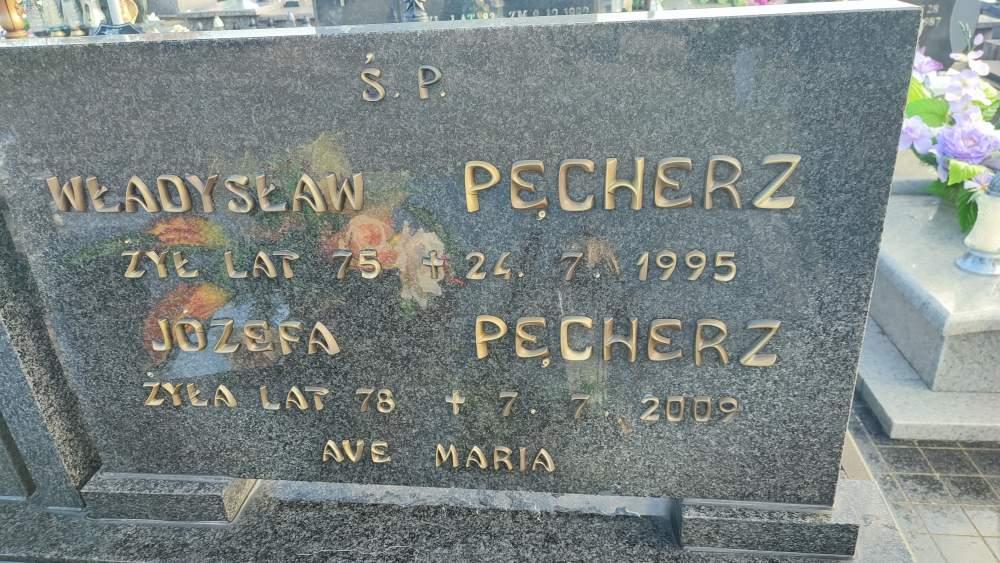 Ś. P.
WŁADYSŁAW PĘCHERZ
ŻYŁ LAT 75 ✝ 24. 7. 1995
JÓZEFA PĘCHERZ
ŻYŁA LAT 78 ✝ 7. 7. 2009
AVE MARIA